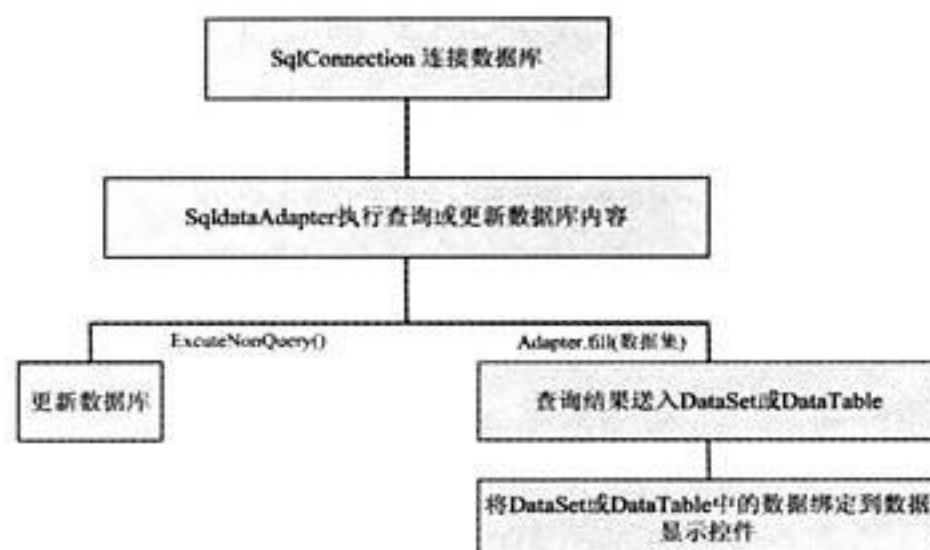 SqlConnection 连接数据库
SqldataAdapter执行查询或更新数据库内容
ExcuteNonQuery()
Adapter.fill(数据集)
更新数据库
查询结果送入DataSet或DataTable
将DataSet或DataTable中的数据绑定到数据
显示控件